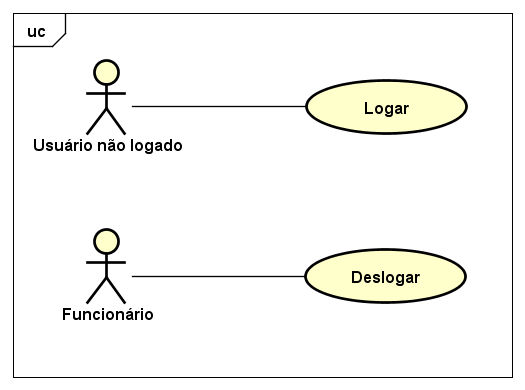 uc
Logar
Usuário não logado
Deslogar
Funcionário